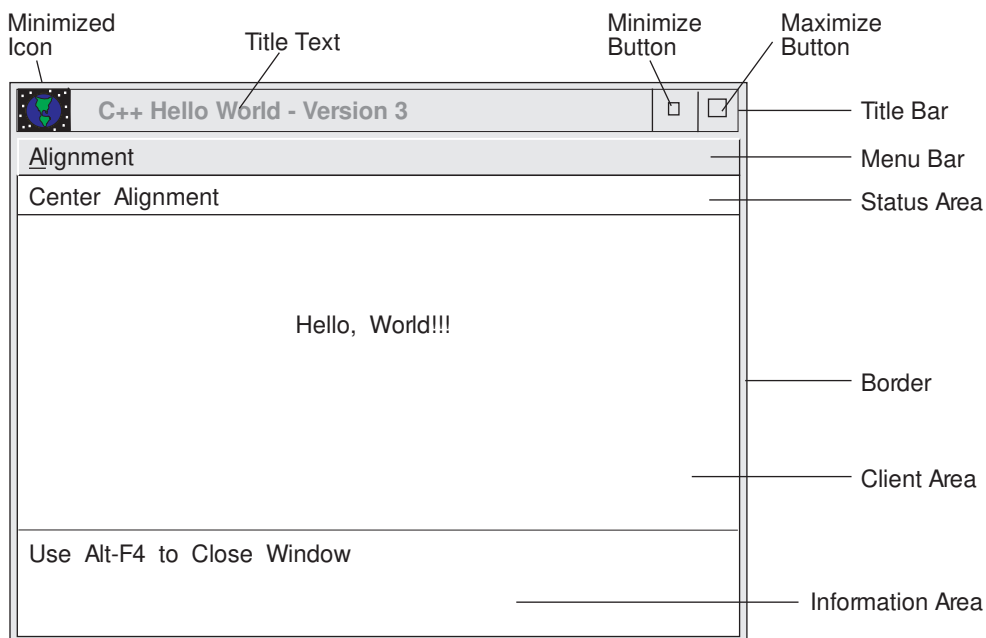 Minimized
Icon
Title Text
Minimize
Button
Maximize
Button
C++ Hello World - Version 3
Title Bar
Alignment
Menu Bar
Center Alignment
Status Area
Hello, World!!!
Border
Client Area
Use Alt-F4 to Close Window
Information Area